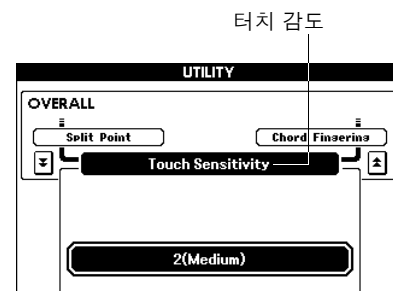 터치 감도
UTILITY
OVERALL
Split Point
Chord Fingering
Touch Sensitivity
2(Medium)